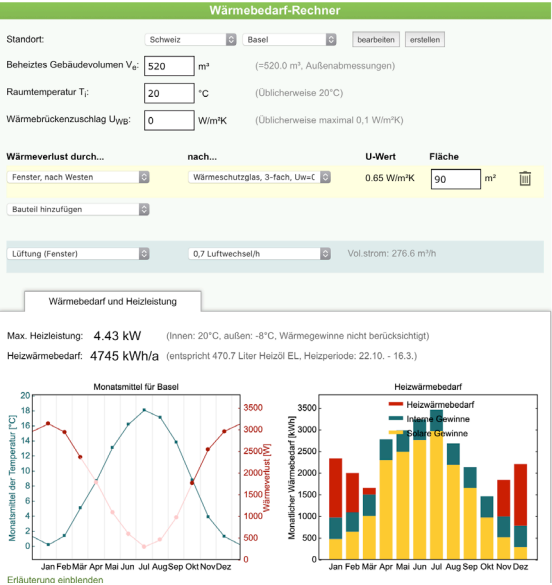 Wärmebedarf-Rechner
Standort: Schweiz Basel bearbeiten erstellen
Beheiztes Gebäudevolumen Ve: 520 m³ (=520.0 m³, Außenabmessungen)
Raumtemperatur Ti: 20 °C (Üblicherweise 20°C)
Wärmebrückenzuschlag UWB: 0 W/m²K (Üblicherweise maximal 0,1 W/m²K)
Wärmeverlust durch... nach... U-Wert Fläche
Fenster, nach Westen Wärmeschutzglas, 3-fach, Uw=0 0.65 W/m²K 90 m²
Bauteil hinzufügen
Lüftung (Fenster) 0,7 Luftwechsel/h Vol.strom: 276.6 m³/h
Wärmebedarf und Heizleistung
Max. Heizleistung: 4.43 kW (Innen: 20°C, außen: -8°C, Wärmegewinne nicht berücksichtigt)
Heizwärmebedarf: 4745 kWh/a (entspricht 470.7 Liter Heizöl EL, Heizperiode: 22.10. - 16.3.)
Monatsmittel für Basel
Monatsmittel der Temperatur [°C]
20
18
16
14
12
10
8
6
4
2
0
3500
3000
2500
2000
1500
1000
500
0
Wärmeverlust [W]
Jan Feb Mär Apr Mai Jun Jul Aug Sep Okt Nov Dez
Heizwärmebedarf
Monatlicher Wärmebedarf [kWh]
3500
3000
2500
2000
1500
1000
500
0
Heizwärmebedarf
Interne Gewinne
Solare Gewinne
Jan Feb Mär Apr Mai Jun Jul Aug Sep Okt Nov Dez
Erläuterung einblenden